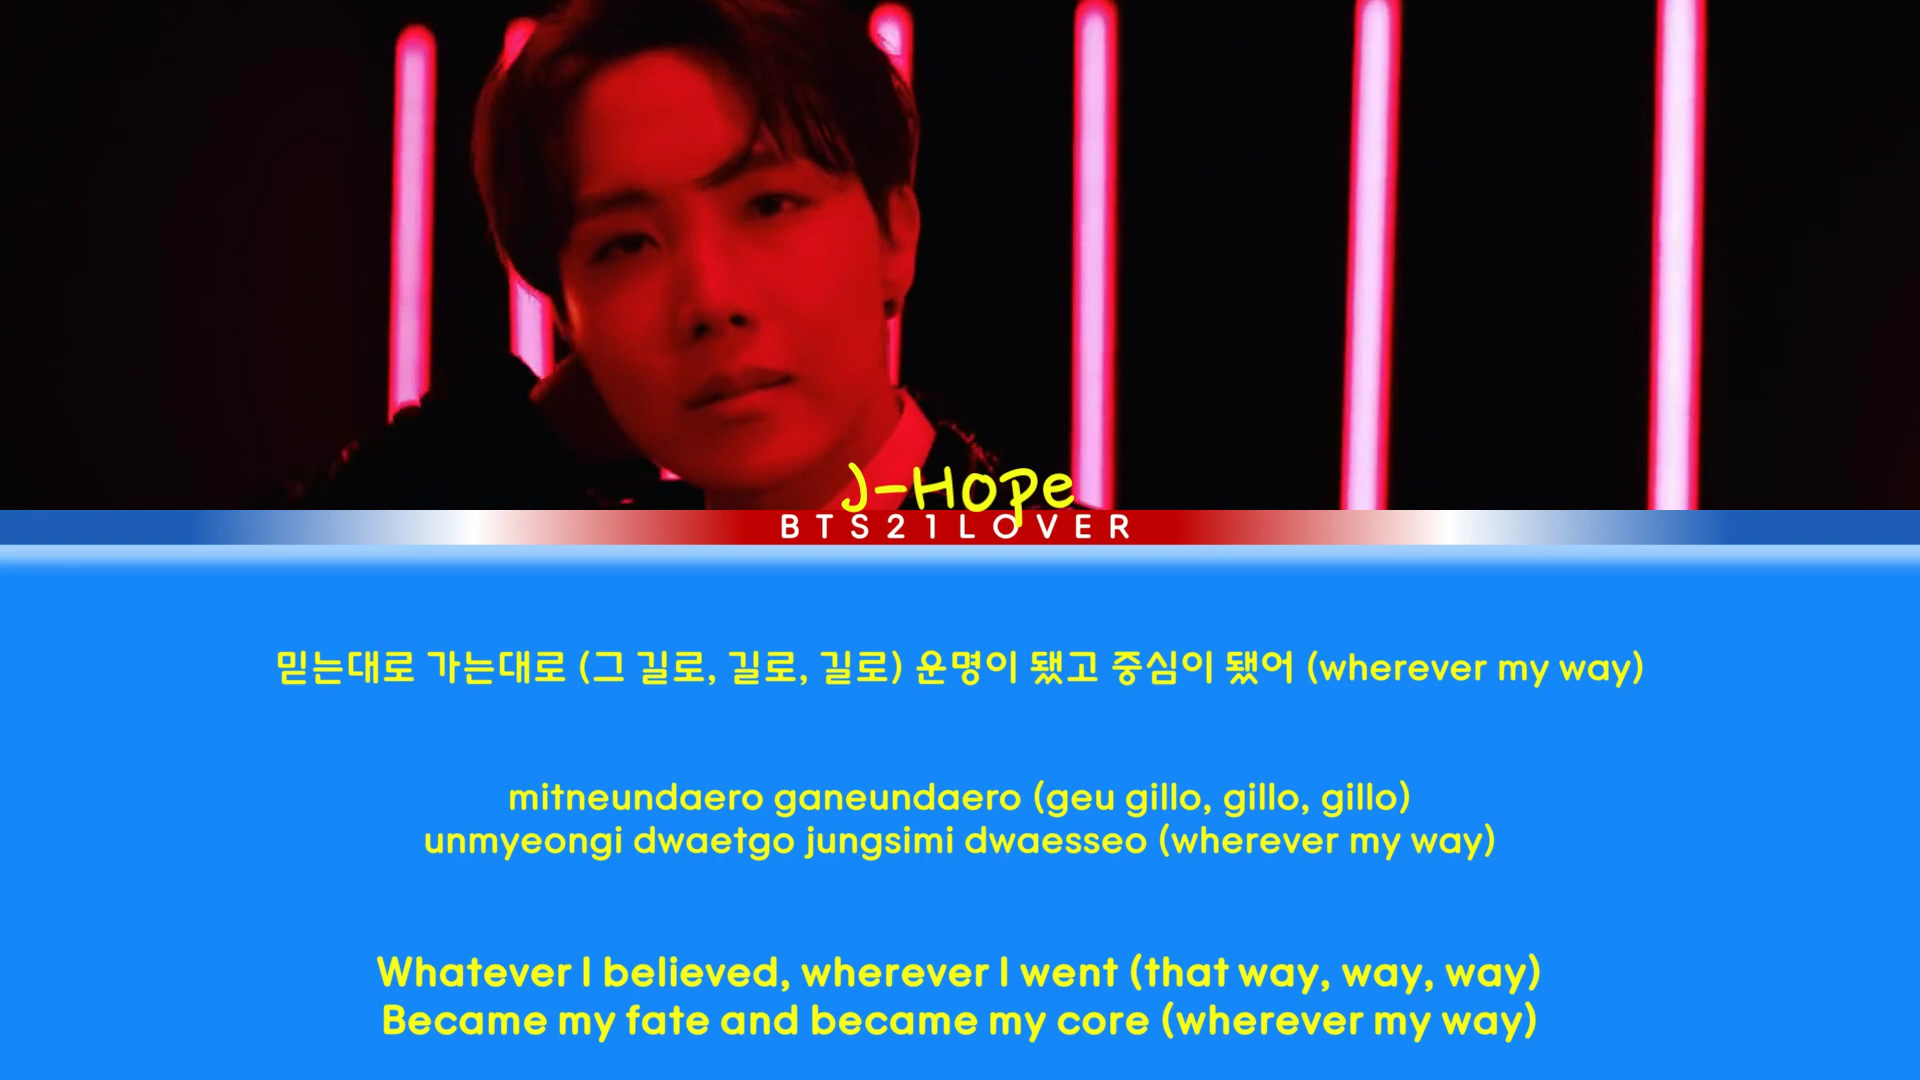 J-Hope
BTS21LOVER
믿는대로 가는대로 (그 길로, 길로, 길로) 운명이 됐고 중심이 됐어 (wherever my way)
mitneundaero ganeundaero (geu gillo, gillo, gillo)
unmyeongi dwaetgo jungsimi dwaesseo (wherever my way)
Whatever I believed, wherever I went (that way, way, way)
Became my fate and became my core (wherever my way)